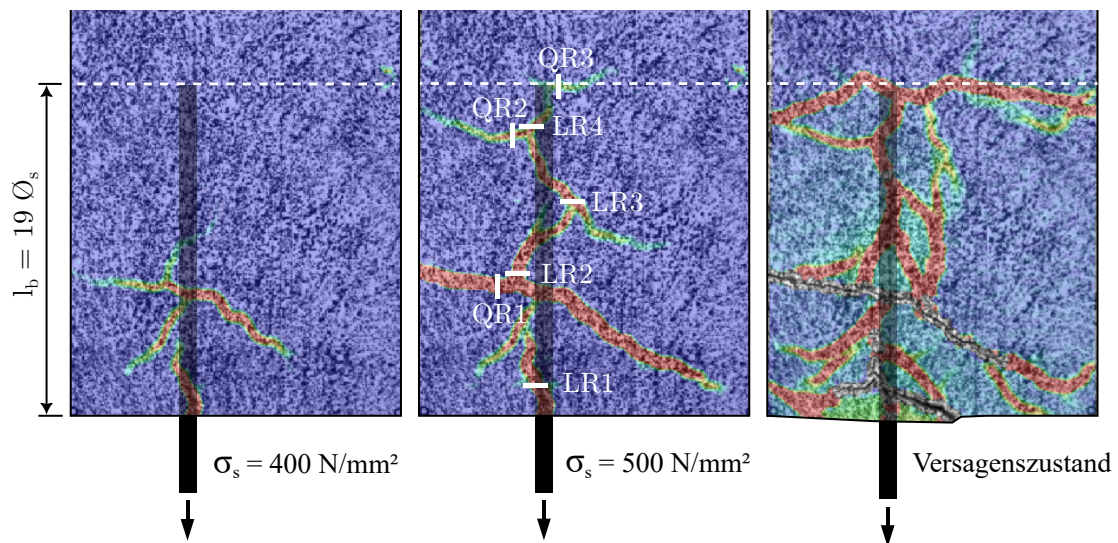 l_b = 19 Ø_s
QR3
QR2
LR4
LR3
LR2
QR1
LR1
σ_s = 400 N/mm²
σ_s = 500 N/mm²
Versagenszustand